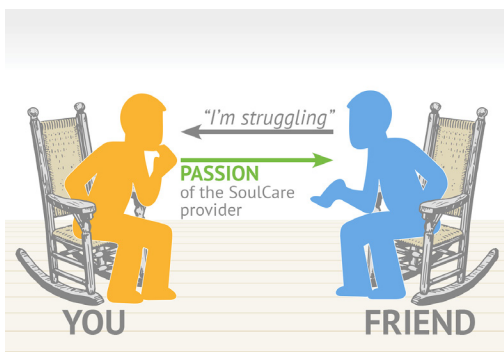 “I’m struggling”
PASSION
of the SoulCare
provider
YOU
FRIEND